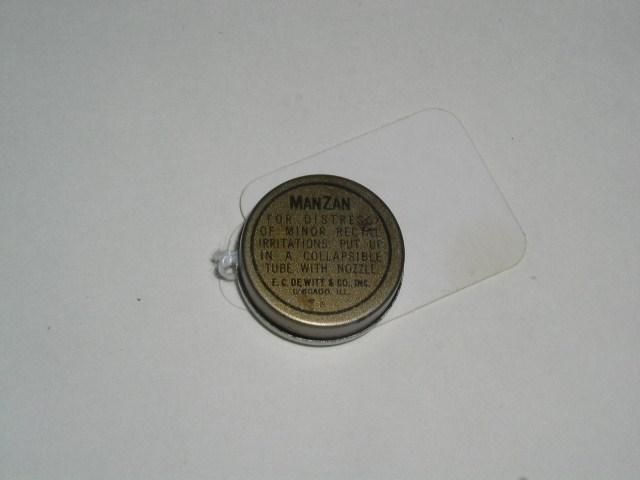 MANZAN
FOR DISTRESS
OF MINOR RECTAL
IRRITATIONS. PUT UP
IN A COLLAPSIBLE
TUBE WITH NOZZLE.
E. C. DE WITT & CO., INC.
CHICAGO, ILL.